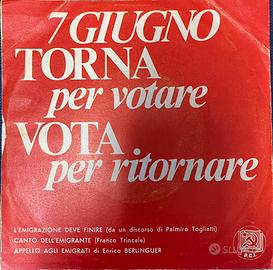 7 GIUGNO
TORNA
per votare
VOTA
per ritornare
L'EMIGRAZIONE DEVE FINIRE (da un discorso di Palmiro Togliatti)
CANTO DELL'EMIGRANTE (Franco Trincale)
APPELLO AGLI EMIGRATI di Enrico BERLINGUER
subito
P.C.I.